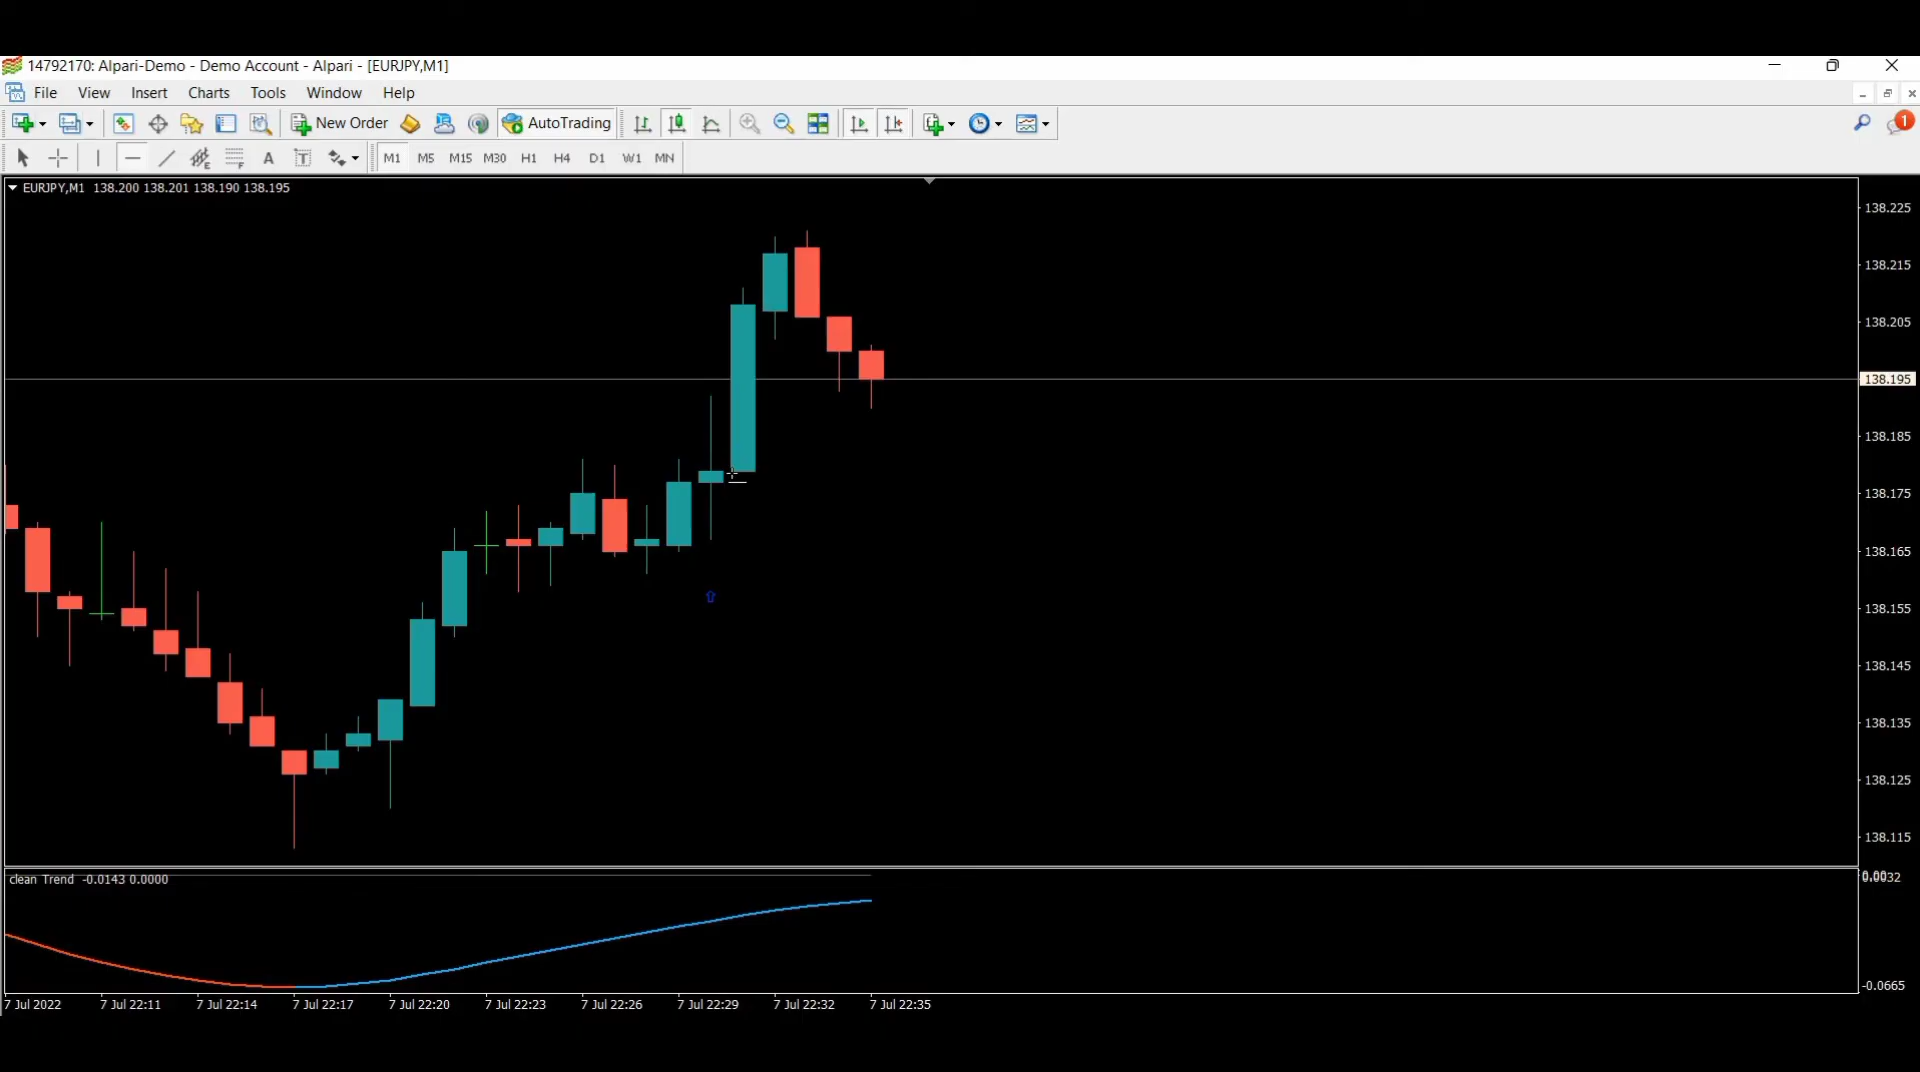 14792170: Alpari-Demo - Demo Account - Alpari - [EURJPY,M1]
File View Insert Charts Tools Window Help
New Order AutoTrading 1
A T M1 M5 M15 M30 H1 H4 D1 W1 MN
EURJPY,M1 138.200 138.201 138.190 138.195
138.225
138.215
138.205
138.195
138.185
138.175
138.165
138.155
138.145
138.135
138.125
138.115
clean Trend -0.0143 0.0000
0.0032
-0.0665
7 Jul 2022 7 Jul 22:11 7 Jul 22:14 7 Jul 22:17 7 Jul 22:20 7 Jul 22:23 7 Jul 22:26 7 Jul 22:29 7 Jul 22:32 7 Jul 22:35